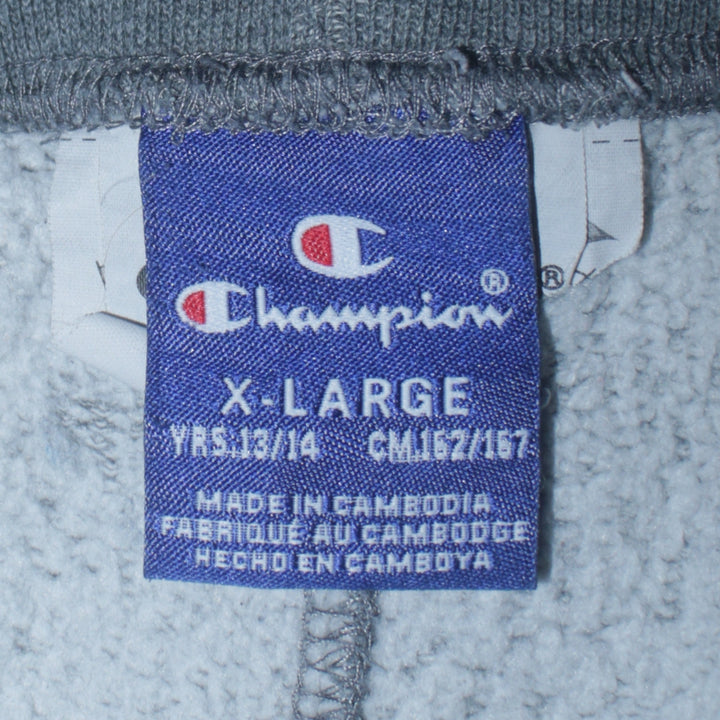 Champion®
X-LARGE
YRS.13/14 CM.162/167
MADE IN CAMBODIA
FABRIQUÉ AU CAMBODGE
HECHO EN CAMBOYA
®